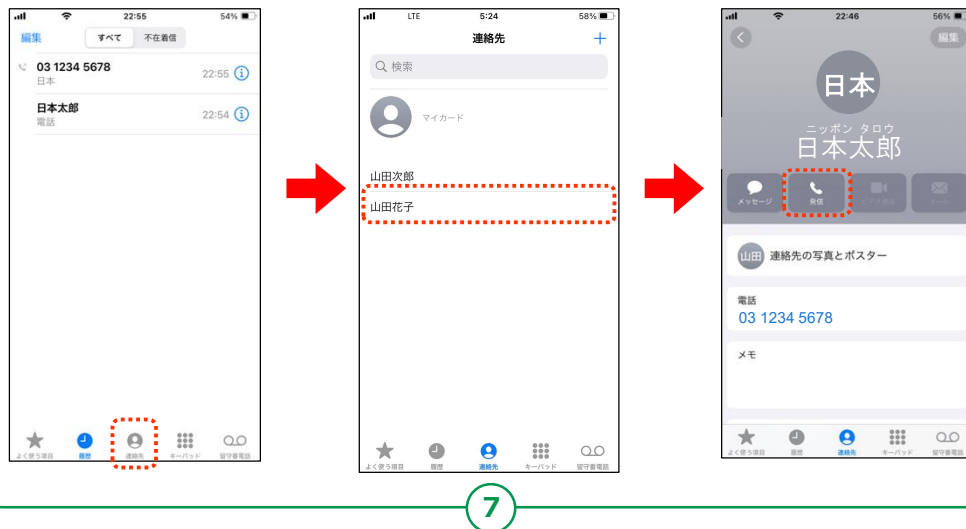 22:55
54%
編集
すべて 不在着信
03 1234 5678
日本
22:55
日本太郎
電話
22:54
よく使う項目 履歴 連絡先 キーパッド 留守番電話
LTE
5:24
58%
連絡先
検索
マイカード
山田次郎
山田花子
よく使う項目 履歴 連絡先 キーパッド 留守番電話
22:46
56%
編集
日本
ニッポン タロウ
日本太郎
メッセージ 発信 メール
山田 連絡先の写真とポスター
電話
03 1234 5678
メモ
よく使う項目 履歴 連絡先 キーパッド 留守番電話
7